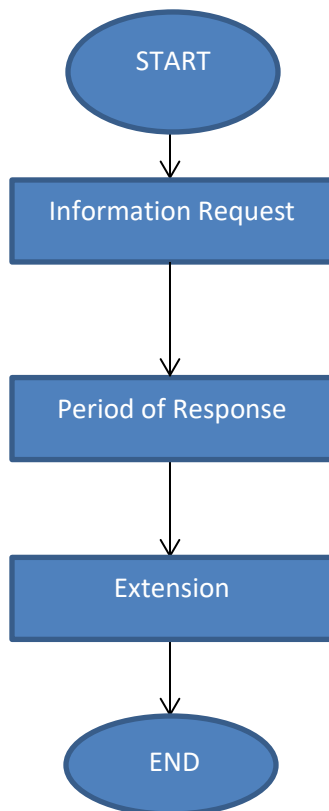 START
Information Request
Period of Response
Extension
END